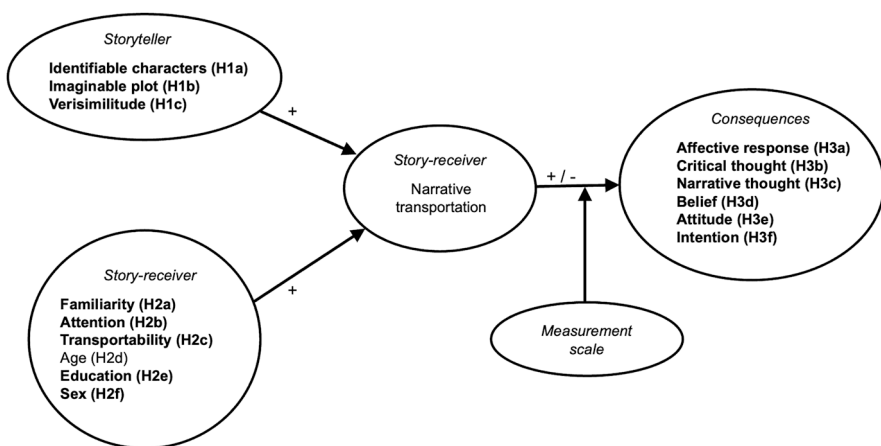 Storyteller
Identifiable characters (H1a)
Imaginable plot (H1b)
Verisimilitude (H1c)
+
Story-receiver
Familiarity (H2a)
Attention (H2b)
Transportability (H2c)
Age (H2d)
Education (H2e)
Sex (H2f)
+
Story-receiver
Narrative
transportation
+ / -
Measurement
scale
Consequences
Affective response (H3a)
Critical thought (H3b)
Narrative thought (H3c)
Belief (H3d)
Attitude (H3e)
Intention (H3f)